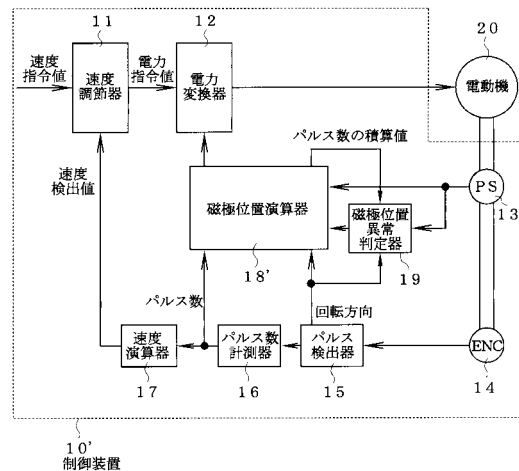 11
12
20
速度
指令値
速度
調節器
電力
指令値
電力
変換器
電動機
パルス数の積算値
速度
検出値
磁極位置演算器
PS
13
磁極位置
異常
判定器
18'
19
パルス数
回転方向
速度
演算器
パルス数
計測器
パルス
検出器
ENC
17
16
15
14
10'
制御装置